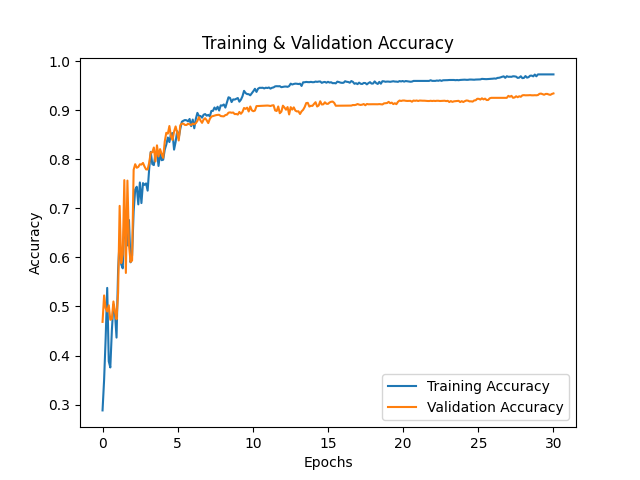 Training & Validation Accuracy
1.0
0.9
0.8
0.7
0.6
0.5
0.4
0.3
Accuracy
0 5 10 15 20 25 30
Epochs
Training Accuracy
Validation Accuracy